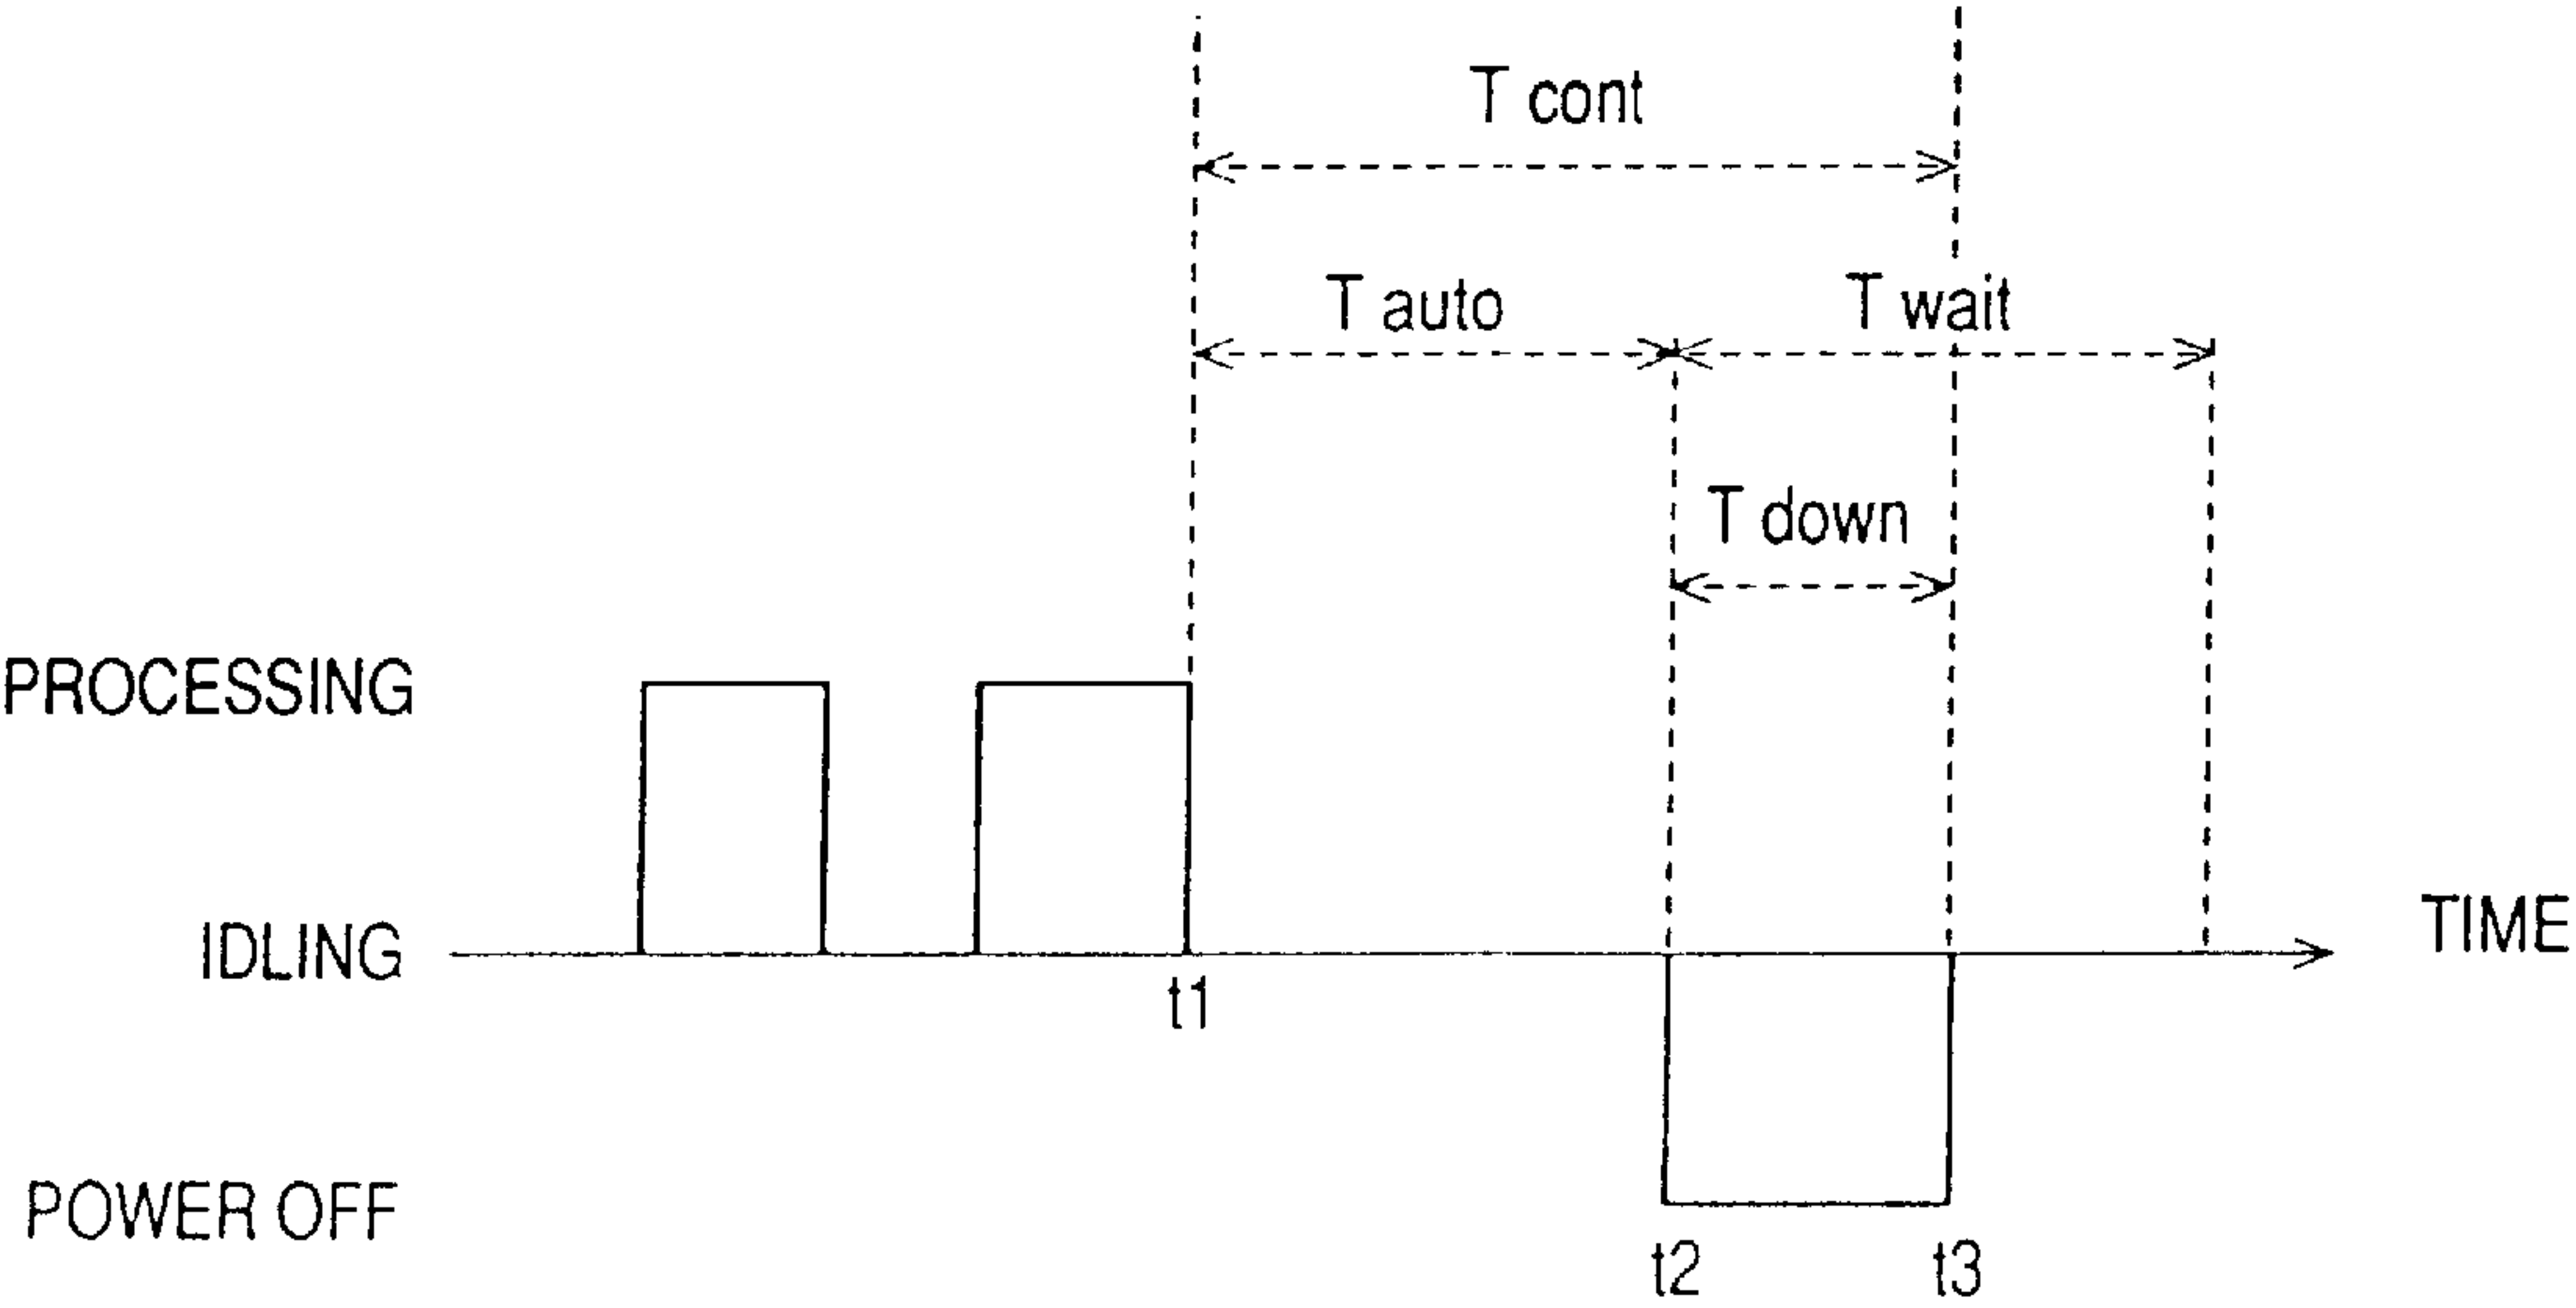 T cont
T auto
T wait
T down
PROCESSING
IDLING
TIME
t1
POWER OFF
t2
t3